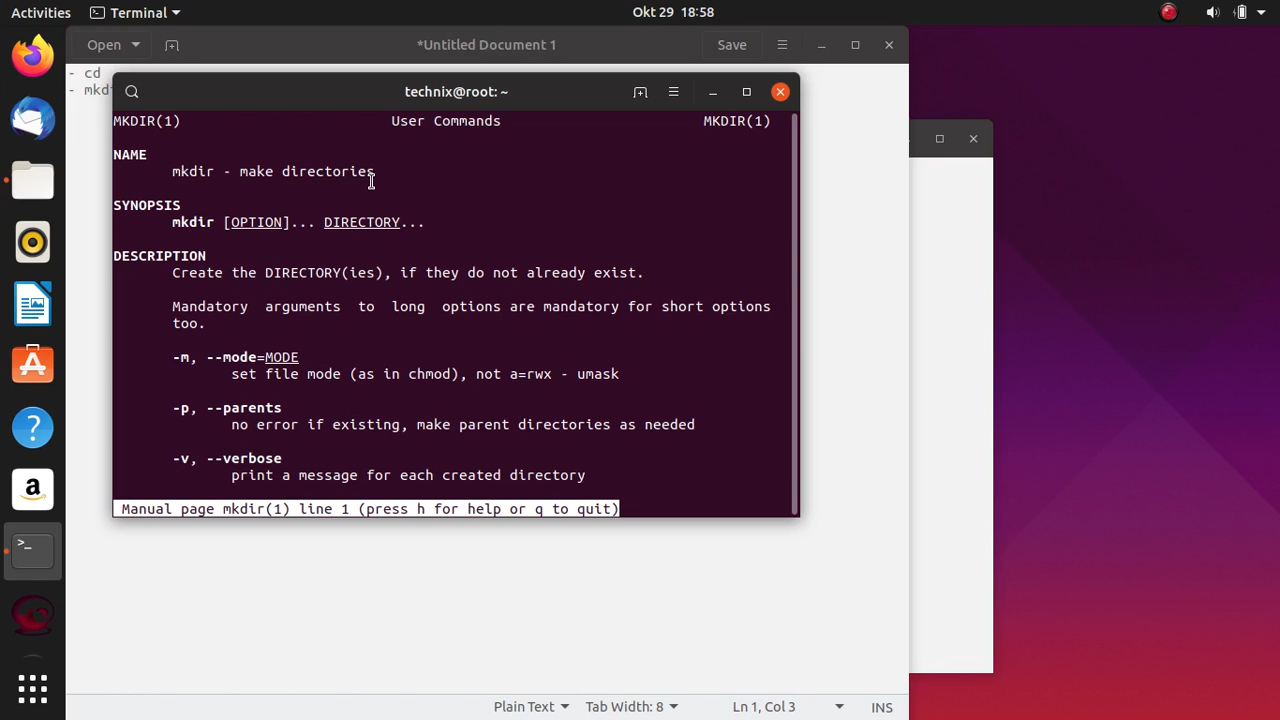 Activities Terminal Okt 29 18:58
Open *Untitled Document 1 Save
- cd
- mkd
technix@root: ~
MKDIR(1) User Commands MKDIR(1)
NAME
mkdir - make directories
SYNOPSIS
mkdir [OPTION]... DIRECTORY...
DESCRIPTION
Create the DIRECTORY(ies), if they do not already exist.
Mandatory arguments to long options are mandatory for short options
too.
-m, --mode=MODE
set file mode (as in chmod), not a=rwx - umask
-p, --parents
no error if existing, make parent directories as needed
-v, --verbose
print a message for each created directory
Manual page mkdir(1) line 1 (press h for help or q to quit)
Plain Text Tab Width: 8 Ln 1, Col 3 INS